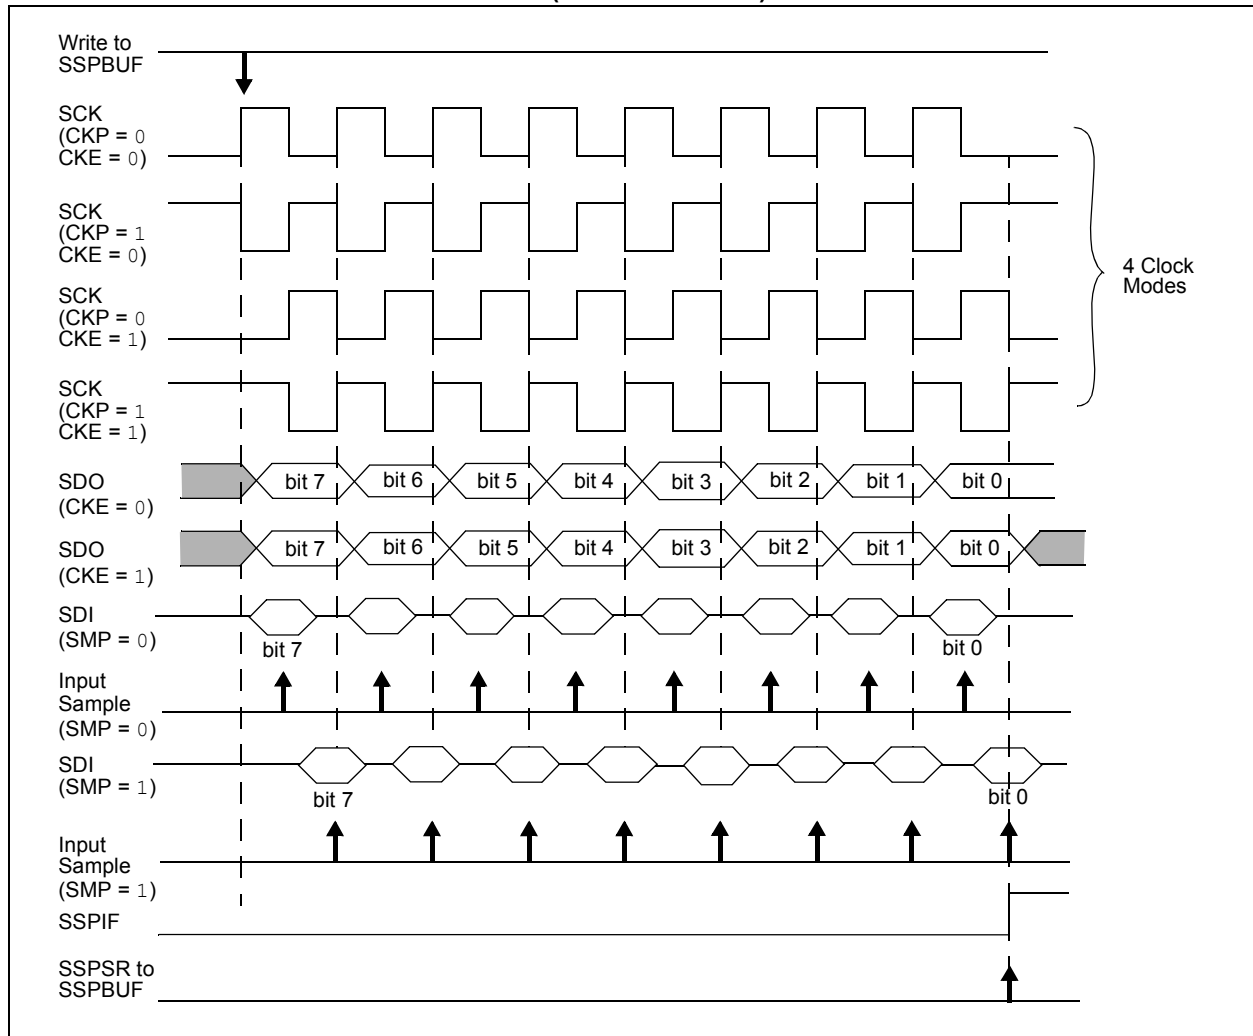 Write to
SSPBUF
SCK
(CKP = 0
CKE = 0)
SCK
(CKP = 1
CKE = 0)
4 Clock
Modes
SCK
(CKP = 0
CKE = 1)
SCK
(CKP = 1
CKE = 1)
SDO
(CKE = 0)
bit 7 bit 6 bit 5 bit 4 bit 3 bit 2 bit 1 bit 0
SDO
(CKE = 1)
bit 7 bit 6 bit 5 bit 4 bit 3 bit 2 bit 1 bit 0
SDI
(SMP = 0)
bit 7 bit 0
Input
Sample
(SMP = 0)
SDI
(SMP = 1)
bit 7 bit 0
Input
Sample
(SMP = 1)
SSPIF
SSPSR to
SSPBUF